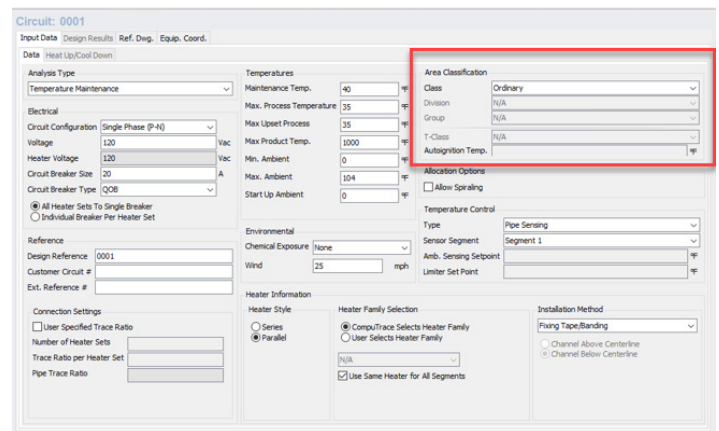 Circuit: 0001
Input Data Design Results Ref. Dwg. Equip. Coord.
Data Heat Up/Cool Down
Analysis Type
Temperature Maintenance
Electrical
Circuit Configuration Single Phase (P-N)
Voltage 120 Vac
Heater Voltage 120 Vac
Circuit Breaker Size 20 A
Circuit Breaker Type QOB
All Heater Sets To Single Breaker
Individual Breaker Per Heater Set
Reference
Design Reference 0001
Customer Circuit #
Ext. Reference #
Connection Settings
User Specified Trace Ratio
Number of Heater Sets
Trace Ratio per Heater Set
Pipe Trace Ratio
Temperatures
Maintenance Temp. 40 °F
Max. Process Temperature 35 °F
Max Upset Process 35 °F
Max Product Temp. 1000 °F
Min. Ambient 0 °F
Max. Ambient 104 °F
Start Up Ambient 0 °F
Environmental
Chemical Exposure None
Wind 25 mph
Area Classification
Class Ordinary
Division N/A
Group N/A
T-Class N/A
Autoignition Temp. °F
Allocation Options
Allow Spiraling
Temperature Control
Type Pipe Sensing
Sensor Segment Segment 1
Amb. Sensing Setpoint °F
Limiter Set Point °F
Heater Information
Heater Style
Series
Parallel
Heater Family Selection
CompuTrace Selects Heater Family
User Selects Heater Family
N/A
Use Same Heater for All Segments
Installation Method
Fixing Tape/Banding
Channel Above Centerline
Channel Below Centerline